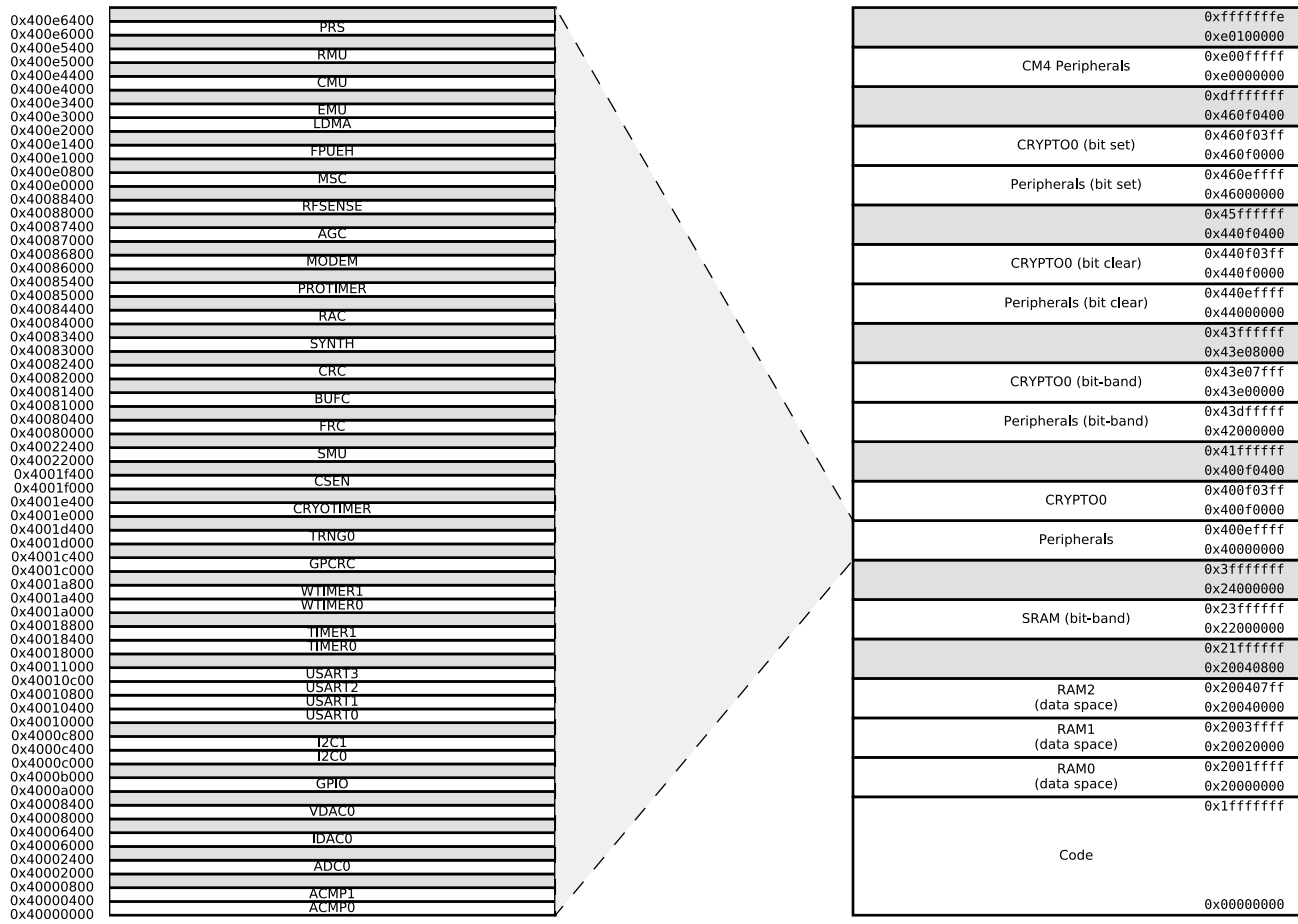 0x400e6400
PRS
0x400e6000
0x400e5400
RMU
0x400e5000
0x400e4400
CMU
0x400e4000
0x400e3400
EMU
0x400e3000
LDMA
0x400e2000
0x400e1400
FPUEH
0x400e1000
0x400e0800
MSC
0x400e0000
0x40088400
RFSENSE
0x40088000
0x40087400
AGC
0x40087000
0x40086800
MODEM
0x40086000
0x40085400
PROTIMER
0x40085000
0x40084400
RAC
0x40084000
0x40083400
SYNTH
0x40083000
0x40082400
CRC
0x40082000
0x40081400
BUFC
0x40081000
0x40080400
FRC
0x40080000
0x40022400
SMU
0x40022000
0x4001f400
CSEN
0x4001f000
0x4001e400
CRYOTIMER
0x4001e000
0x4001d400
TRNG0
0x4001d000
0x4001c400
GPCRC
0x4001c000
0x4001a800
WTIMER1
0x4001a400
WTIMER0
0x4001a000
0x40018800
TIMER1
0x40018400
TIMER0
0x40018000
0x40011000
USART3
0x40010c00
USART2
0x40010800
USART1
0x40010400
USART0
0x40010000
0x4000c800
I2C1
0x4000c400
I2C0
0x4000c000
0x4000b000
GPIO
0x4000a000
0x40008400
VDAC0
0x40008000
0x40006400
IDAC0
0x40006000
0x40002400
ADC0
0x40002000
0x40000800
ACMP1
0x40000400
ACMP0
0x40000000
0xfffffffe
0xe0100000
0xe00fffff
CM4 Peripherals
0xe0000000
0xdfffffff
0x460f0400
0x460f03ff
CRYPTO0 (bit set)
0x460f0000
0x460effff
Peripherals (bit set)
0x46000000
0x45ffffff
0x440f0400
0x440f03ff
CRYPTO0 (bit clear)
0x440f0000
0x440effff
Peripherals (bit clear)
0x44000000
0x43ffffff
0x43e08000
0x43e07fff
CRYPTO0 (bit-band)
0x43e00000
0x43dfffff
Peripherals (bit-band)
0x42000000
0x41ffffff
0x400f0400
0x400f03ff
CRYPTO0
0x400f0000
0x400effff
Peripherals
0x40000000
0x3fffffff
0x24000000
0x23ffffff
SRAM (bit-band)
0x22000000
0x21ffffff
0x20040800
RAM2 0x200407ff
(data space) 0x20040000
RAM1 0x2003ffff
(data space) 0x20020000
RAM0 0x2001ffff
(data space) 0x20000000
0x1fffffff
Code
0x00000000